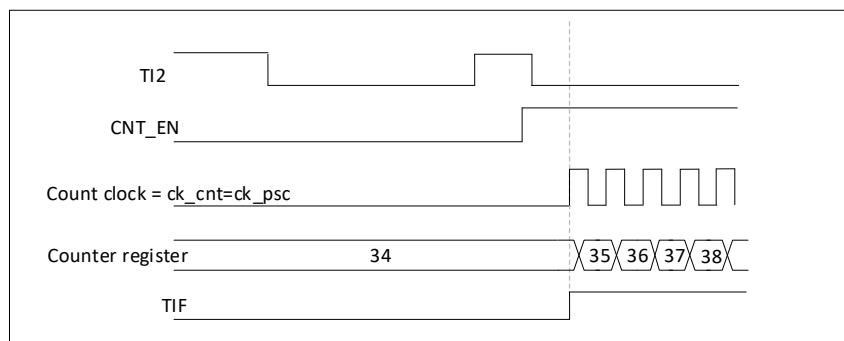 TI2
CNT_EN
Count clock = ck_cnt=ck_psc
Counter register 34 35 36 37 38
TIF